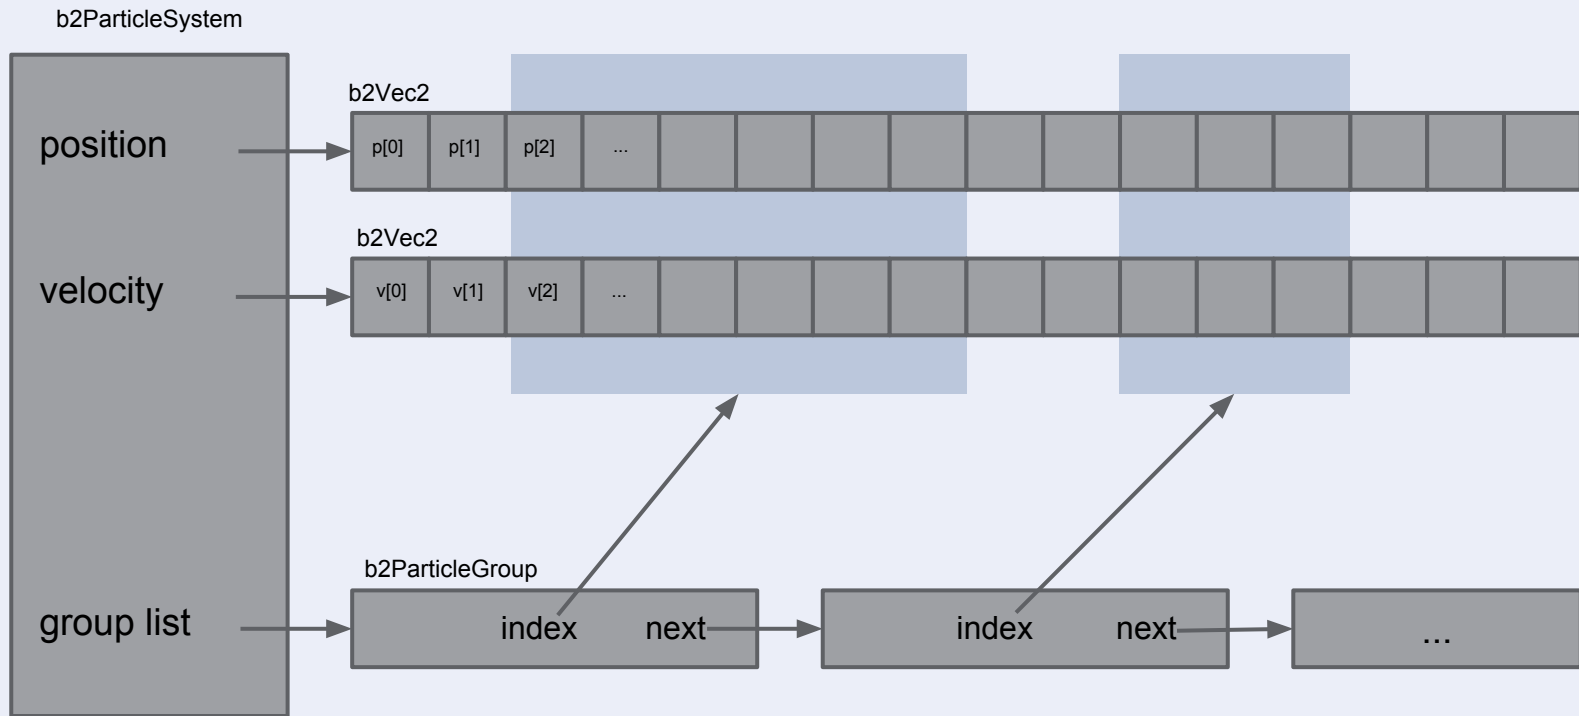 b2ParticleSystem
b2Vec2
position
p[0] p[1] p[2] ...
b2Vec2
velocity
v[0] v[1] v[2] ...
b2ParticleGroup
group list
index next
index next
...